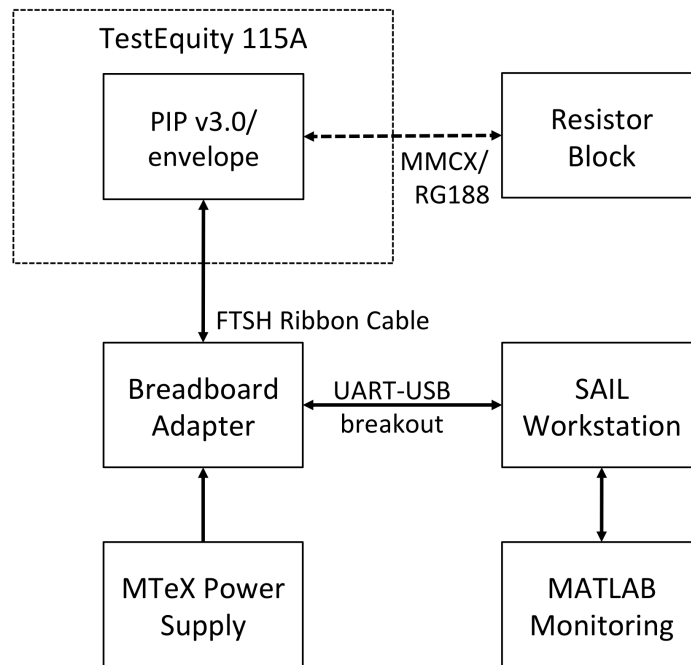 TestEquity 115A
PIP v3.0/
envelope
MMCX/
RG188
Resistor
Block
FTSH Ribbon Cable
Breadboard
Adapter
UART-USB
breakout
SAIL
Workstation
MTeX Power
Supply
MATLAB
Monitoring